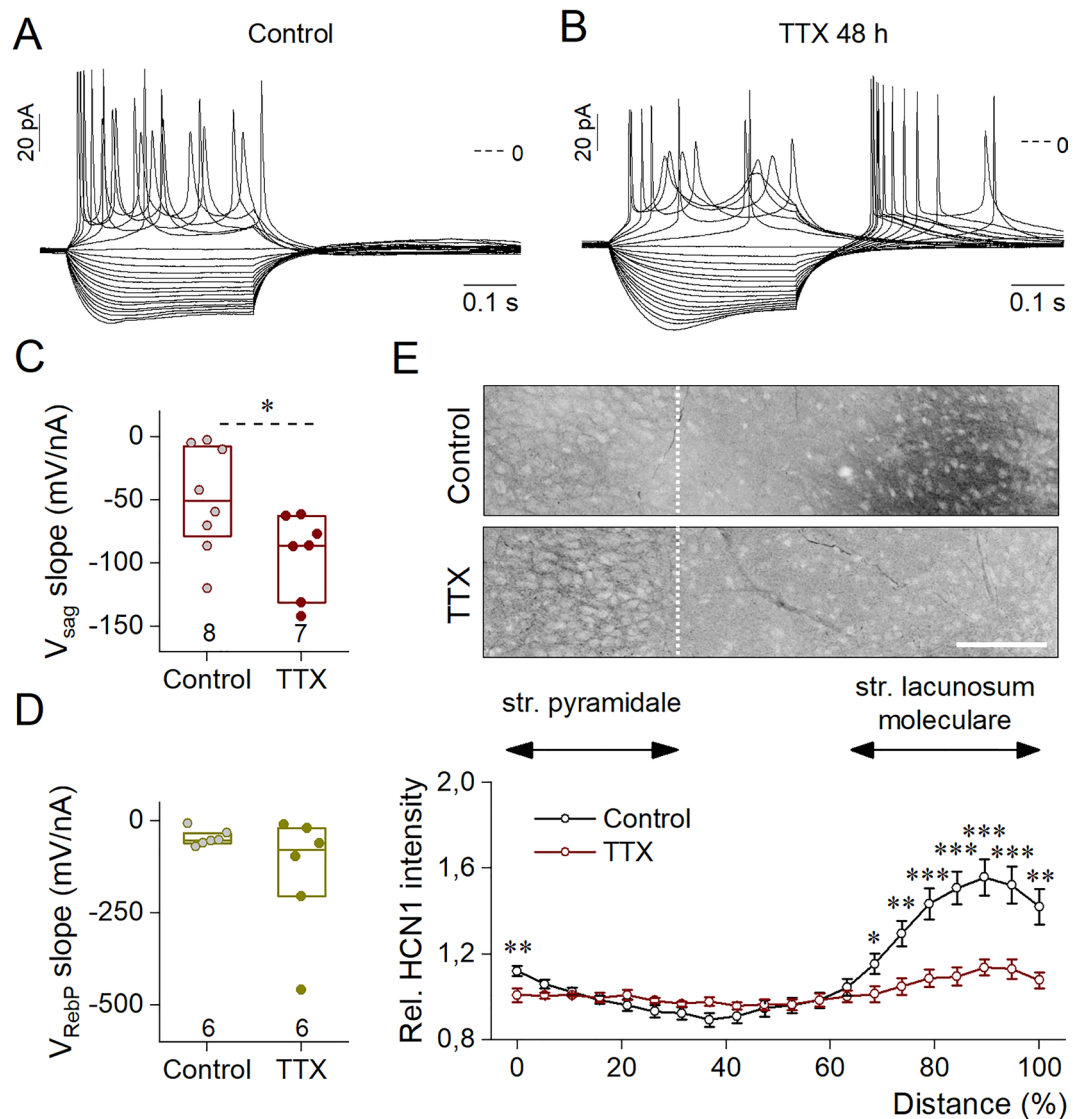 A
Control
20 pA
0
0.1 s
B
TTX 48 h
20 pA
0
0.1 s
C
Vsag slope (mV/nA)
0
-50
-100
-150
*
8
7
Control
TTX
D
VRebP slope (mV/nA)
0
-250
-500
6
6
Control
TTX
E
Control
TTX
str. pyramidale
str. lacunosum
moleculare
Rel. HCN1 intensity
2,0
1,6
1,2
0,8
Control
TTX
**
*
**
***
***
***
***
**
0
20
40
60
80
100
Distance (%)